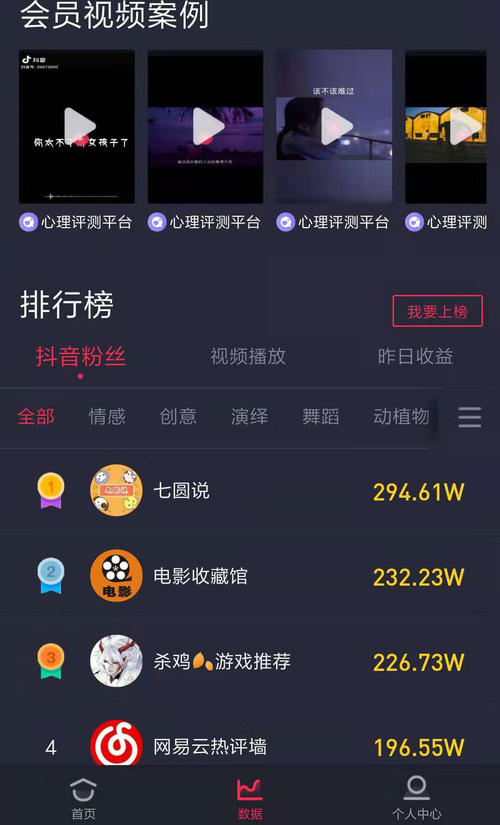 会员视频案例
抖音
你太不 女孩子了
该不该难过
心理评测平台
心理评测平台
心理评测平台
心理评测
排行榜
我要上榜
抖音粉丝
视频播放
昨日收益
全部
情感
创意
演绎
舞蹈
动植物
1
七圆说
294.61W
2
电影
电影收藏馆
232.23W
3
杀鸡
游戏推荐
226.73W
4
网易云热评墙
196.55W
首页
数据
个人中心